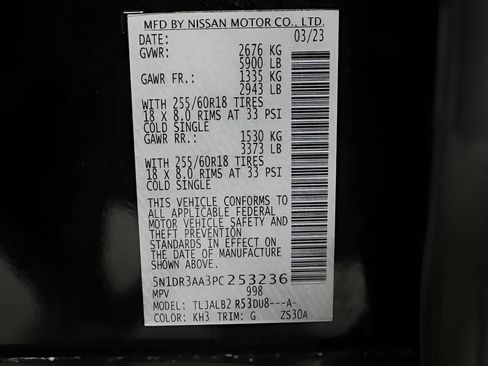 MFD BY NISSAN MOTOR CO., LTD.
DATE: 03/23
GVWR: 2676 KG
5900 LB
GAWR FR.: 1335 KG
2943 LB
WITH 255/60R18 TIRES
18 X 8.0 RIMS AT 33 PSI
COLD SINGLE
GAWR RR.: 1530 KG
3373 LB
WITH 255/60R18 TIRES
18 X 8.0 RIMS AT 33 PSI
COLD SINGLE
THIS VEHICLE CONFORMS TO
ALL APPLICABLE FEDERAL
MOTOR VEHICLE SAFETY AND
THEFT PREVENTION
STANDARDS IN EFFECT ON
THE DATE OF MANUFACTURE
SHOWN ABOVE.
5N1DR3AA3PC253236
MPV 998
MODEL: TLJALB2 R53DU8---A-
COLOR: KH3 TRIM: G ZS30A